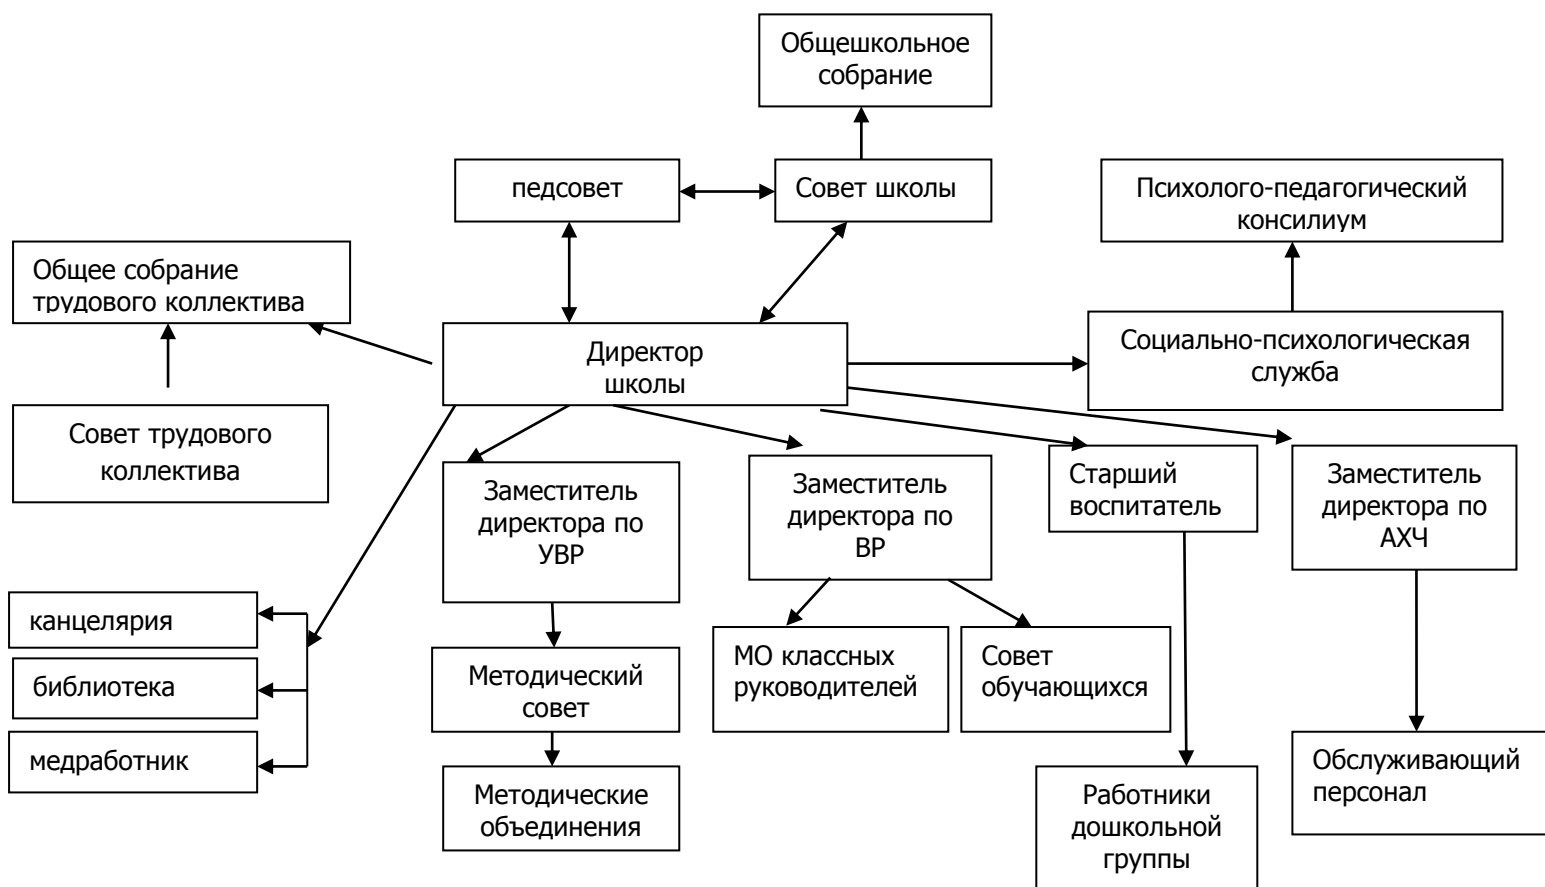 Общешкольное
собрание
педсовет
Совет школы
Психолого-педагогический
консилиум
Общее собрание
трудового коллектива
Директор
школы
Социально-психологическая
служба
Совет трудового
коллектива
Заместитель
директора по
УВР
Заместитель
директора по
ВР
Старший
воспитатель
Заместитель
директора по
АХЧ
канцелярия
библиотека
медработник
Методический
совет
МО классных
руководителей
Совет
обучающихся
Методические
объединения
Работники
дошкольной
группы
Обслуживающий
персонал